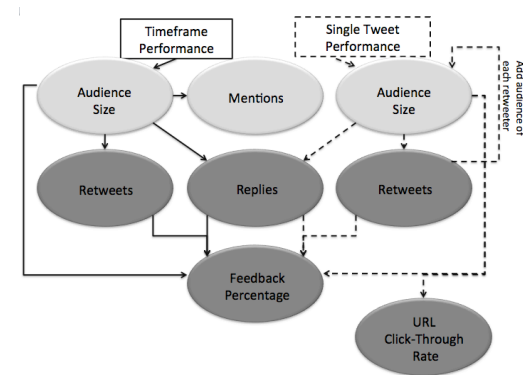 Timeframe
Performance
Single Tweet
Performance
Audience
Size
Mentions
Audience
Size
Add audience of
each retweeter
Retweets
Replies
Retweets
Feedback
Percentage
URL
Click-Through
Rate